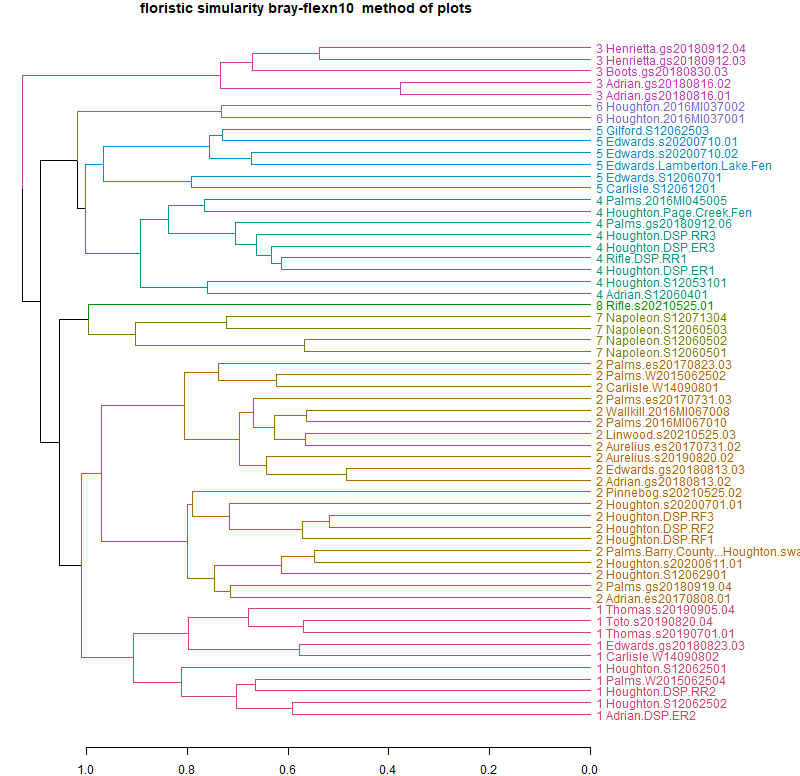 floristic simularity bray-flexn10 method of plots
3 Henrietta.gs20180912.04
3 Henrietta.gs20180912.03
3 Boots.gs20180830.03
3 Adrian.gs20180816.02
3 Adrian.gs20180816.01
6 Houghton.2016MI037002
6 Houghton.2016MI037001
5 Gilford.S12062503
5 Edwards.s20200710.01
5 Edwards.s20200710.02
5 Edwards.Lamberton.Lake.Fen
5 Edwards.S12060701
5 Carlisle.S12061201
4 Palms.2016MI045005
4 Houghton.Page.Creek.Fen
4 Palms.gs20180912.06
4 Houghton.DSP.RR3
4 Houghton.DSP.ER3
4 Rifle.DSP.RR1
4 Houghton.DSP.ER1
4 Houghton.S12053101
4 Adrian.S12060401
8 Rifle.s20210525.01
7 Napoleon.S12071304
7 Napoleon.S12060503
7 Napoleon.S12060502
7 Napoleon.S12060501
2 Palms.es20170823.03
2 Palms.W2015062502
2 Carlisle.W14090801
2 Palms.es20170731.03
2 Wallkill.2016MI067008
2 Palms.2016MI067010
2 Linwood.s20210525.03
2 Aurelius.es20170731.02
2 Aurelius.s20190820.02
2 Edwards.gs20180813.03
2 Adrian.gs20180813.02
2 Pinnebog.s20210525.02
2 Houghton.s20200701.01
2 Houghton.DSP.RF3
2 Houghton.DSP.RF2
2 Houghton.DSP.RF1
2 Palms.Barry.County...Houghton.swa
2 Houghton.s20200611.01
2 Houghton.S12062901
2 Palms.gs20180919.04
2 Adrian.es20170808.01
1 Thomas.s20190905.04
1 Toto.s20190820.04
1 Thomas.s20190701.01
1 Edwards.gs20180823.03
1 Carlisle.W14090802
1 Houghton.S12062501
1 Palms.W2015062504
1 Houghton.DSP.RR2
1 Houghton.S12062502
1 Adrian.DSP.ER2
1.0 0.8 0.6 0.4 0.2 0.0